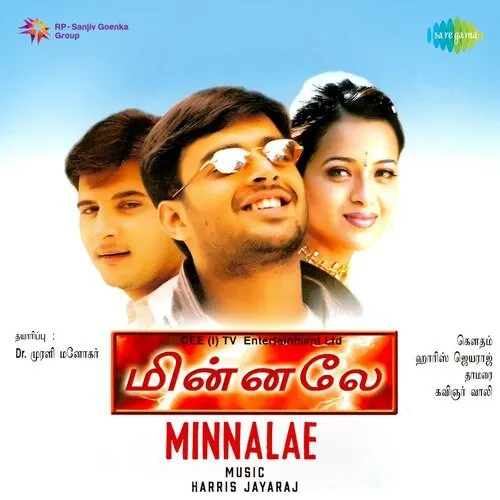 RP - Sanjiv Goenka
Group
saregama
தயாரிப்பு :
Dr. முரளி மனோகர்
CEE (I) TV Entertainment Ltd
மின்னலே
கௌதம்
ஹாரிஸ் ஜெயராஜ்
தாமரை
கவிஞர் வாலி
MINNALAE
MUSIC
HARRIS JAYARAJ